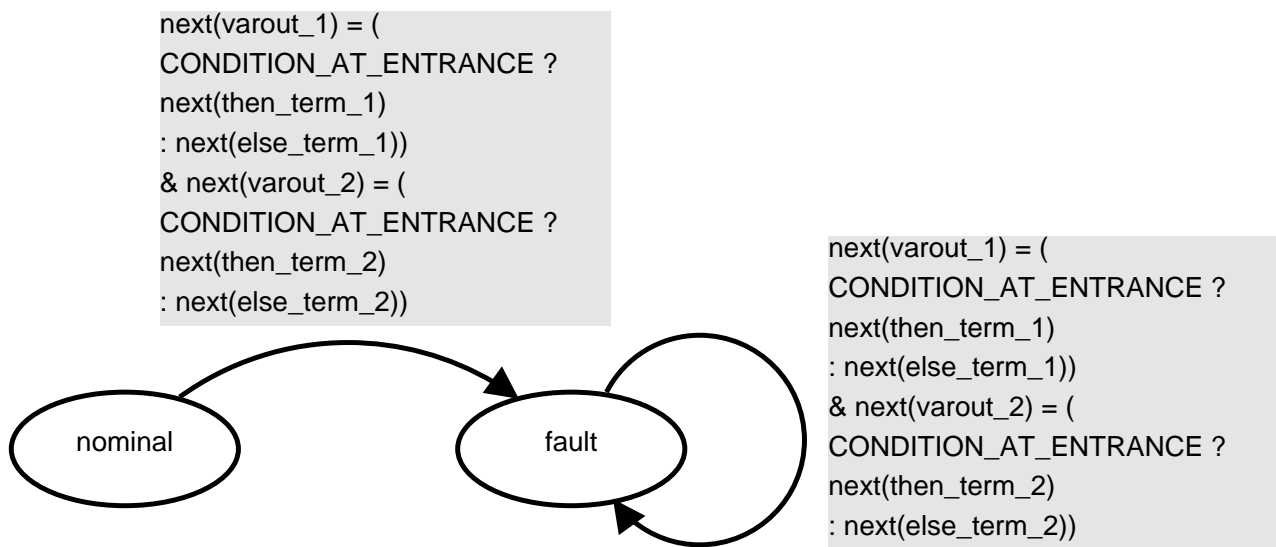 next(varout_1) = (
CONDITION_AT_ENTRANCE ?
next(then_term_1)
: next(else_term_1))
& next(varout_2) = (
CONDITION_AT_ENTRANCE ?
next(then_term_2)
: next(else_term_2))
nominal
fault
next(varout_1) = (
CONDITION_AT_ENTRANCE ?
next(then_term_1)
: next(else_term_1))
& next(varout_2) = (
CONDITION_AT_ENTRANCE ?
next(then_term_2)
: next(else_term_2))